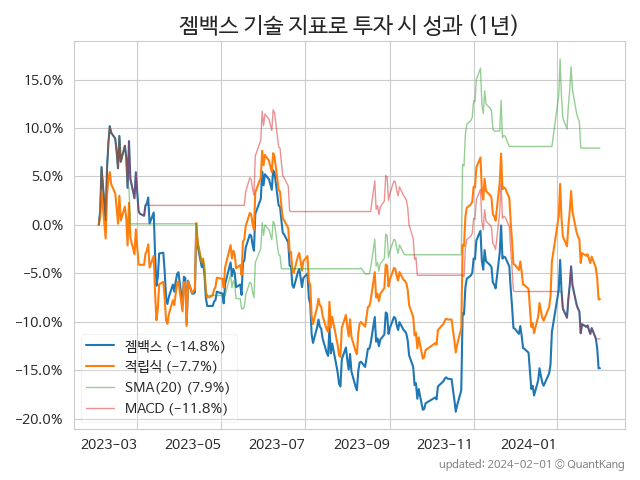 젬백스 기술 지표로 투자 시 성과 (1년)
15.0%
10.0%
5.0%
0.0%
−5.0%
−10.0%
−15.0%
−20.0%
젬백스 (−14.8%)
적립식 (−7.7%)
SMA(20) (7.9%)
MACD (−11.8%)
2023-03 2023-05 2023-07 2023-09 2023-11 2024-01
updated: 2024-02-01 © QuantKang